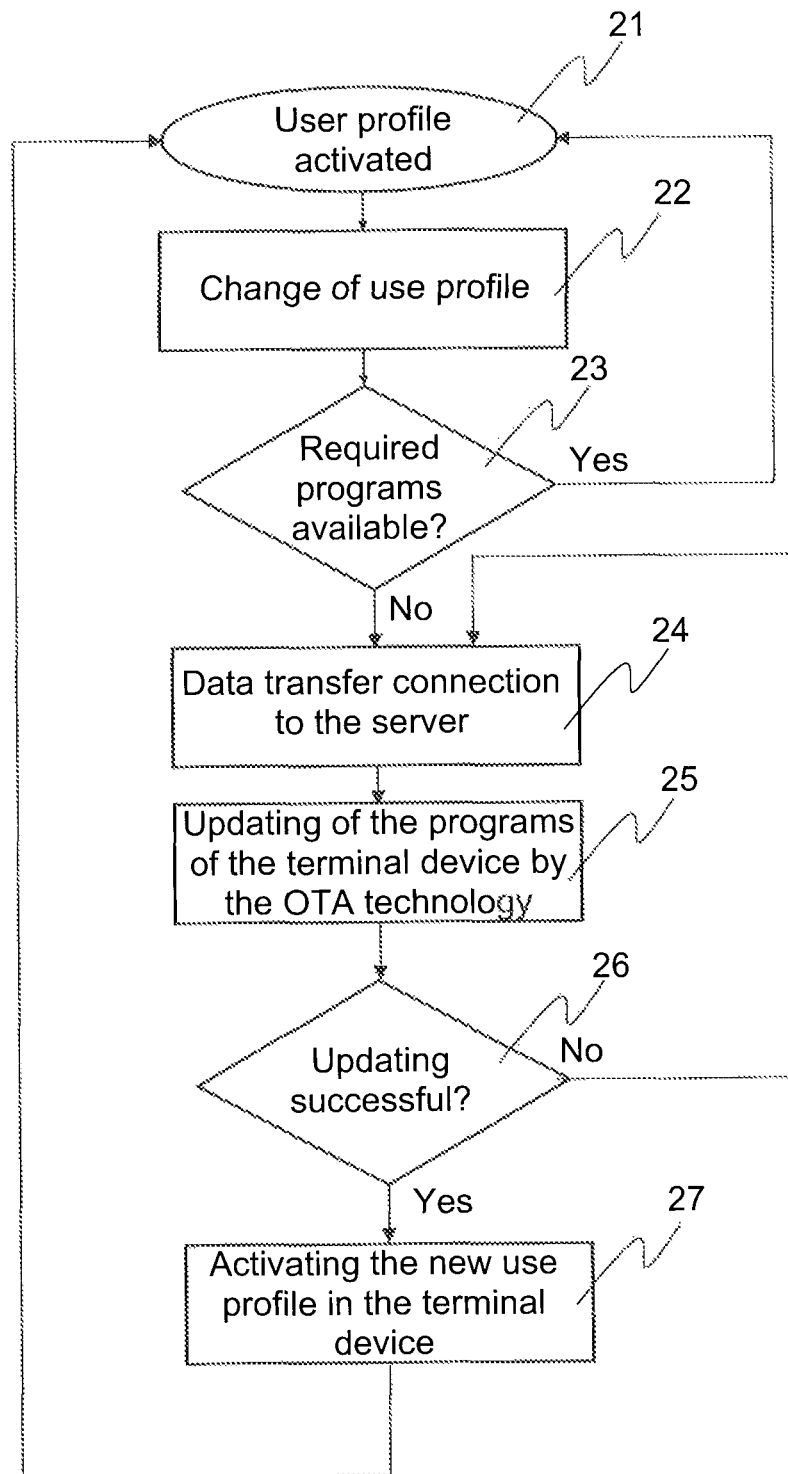 21
User profile
activated
22
Change of use profile
23
Required
programs
available?
Yes
No
24
Data transfer connection
to the server
25
Updating of the programs
of the terminal device by
the OTA technology
26
Updating
successful?
No
Yes
27
Activating the new use
profile in the terminal
device